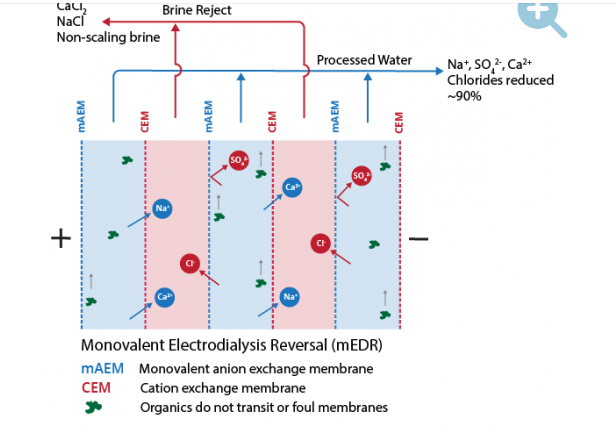 CaCl₂
NaCl
Non-scaling brine
Brine Reject
Processed Water
Na⁺, SO₄²⁻, Ca²⁺
Chlorides reduced
~90%
mAEM
CEM
mAEM
CEM
mAEM
CEM
SO₄²⁻
SO₄²⁻
Ca²⁺
Na⁺
Cl⁻
Cl⁻
Ca²⁺
Na⁺
+
−
Monovalent Electrodialysis Reversal (mEDR)
mAEM Monovalent anion exchange membrane
CEM Cation exchange membrane
Organics do not transit or foul membranes